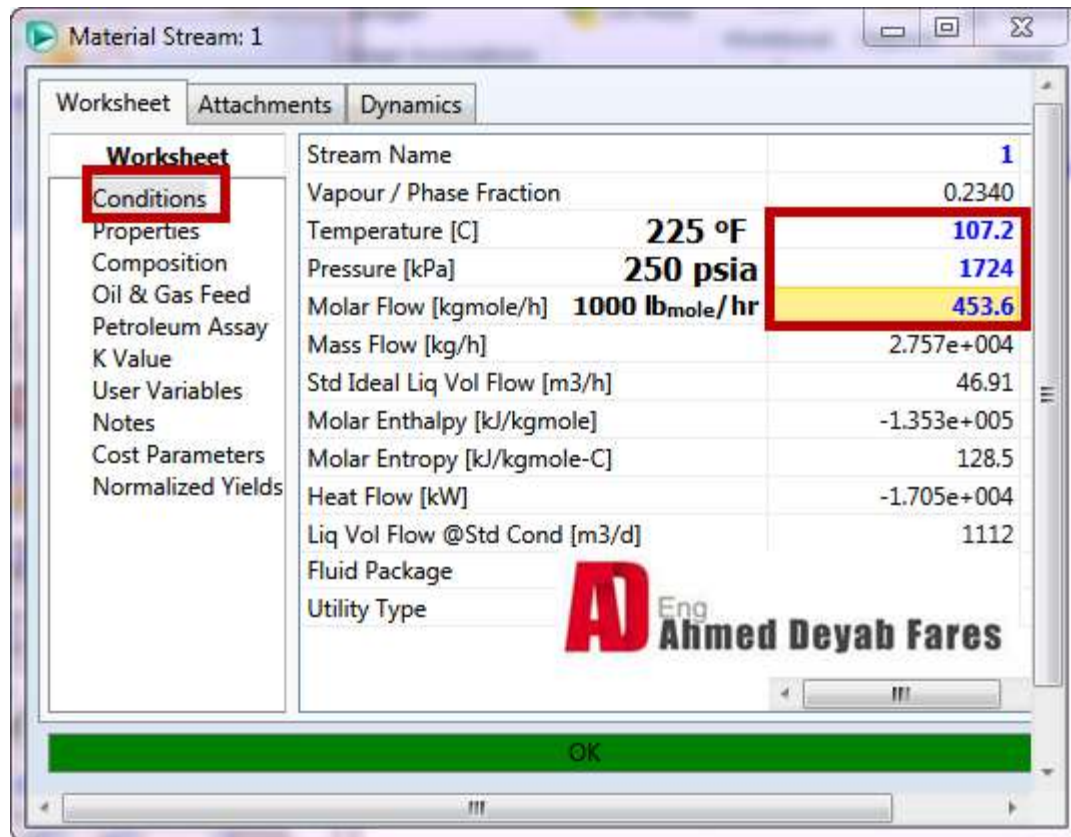 Material Stream: 1
Worksheet Attachments Dynamics
Worksheet
Conditions
Properties
Composition
Oil & Gas Feed
Petroleum Assay
K Value
User Variables
Notes
Cost Parameters
Normalized Yields
Stream Name 1
Vapour / Phase Fraction 0.2340
Temperature [C] 225 ºF 107.2
Pressure [kPa] 250 psia 1724
Molar Flow [kgmole/h] 1000 lbmole/hr 453.6
Mass Flow [kg/h] 2.757e+004
Std Ideal Liq Vol Flow [m3/h] 46.91
Molar Enthalpy [kJ/kgmole] -1.353e+005
Molar Entropy [kJ/kgmole-C] 128.5
Heat Flow [kW] -1.705e+004
Liq Vol Flow @Std Cond [m3/d] 1112
Fluid Package
Utility Type
AD Eng
Ahmed Deyab Fares
OK